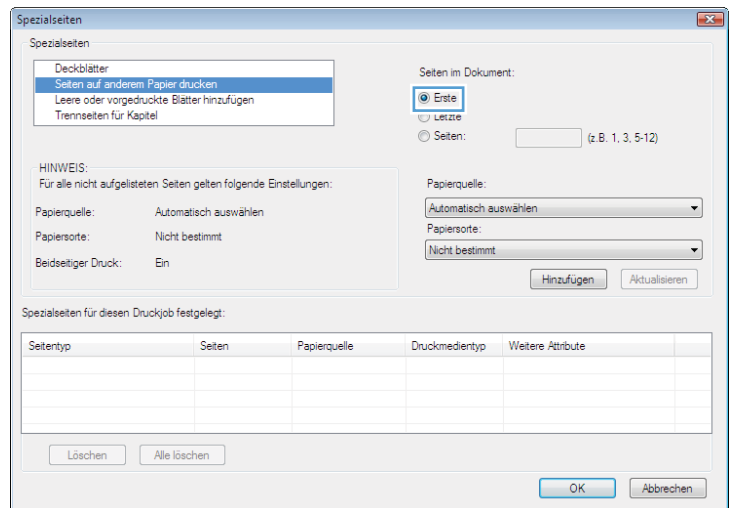 Spezialseiten
Spezialseiten
Deckblätter
Seiten auf anderem Papier drucken
Leere oder vorgedruckte Blätter hinzufügen
Trennseiten für Kapitel
Seiten im Dokument:
Erste
Letzte
Seiten: (z.B. 1, 3, 5-12)
HINWEIS:
Für alle nicht aufgelisteten Seiten gelten folgende Einstellungen:
Papierquelle: Automatisch auswählen
Papiersorte: Nicht bestimmt
Beidseitiger Druck: Ein
Papierquelle:
Automatisch auswählen
Papiersorte:
Nicht bestimmt
Hinzufügen Aktualisieren
Spezialseiten für diesen Druckjob festgelegt:
Seitentyp Seiten Papierquelle Druckmedientyp Weitere Attribute
Löschen Alle löschen
OK Abbrechen